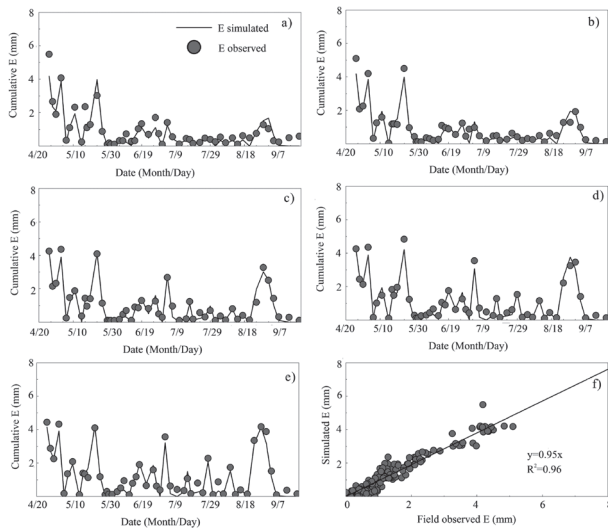 8
6
4
2
Cumulative E (mm)
E simulated
E observed
a)
4/20 5/10 5/30 6/19 7/9 7/29 8/18 9/7
Date (Month/Day)
8
6
4
2
Cumulative E (mm)
b)
4/20 5/10 5/30 6/19 7/9 7/29 8/18 9/7
Date (Month/Day)
8
6
4
2
Cumulative E (mm)
c)
4/20 5/10 5/30 6/19 7/9 7/29 8/18 9/7
Date (Month/Day)
8
6
4
2
Cumulative E (mm)
d)
4/20 5/10 5/30 6/19 7/9 7/29 8/18 9/7
Date (Month/Day)
8
6
4
2
Cumulative E (mm)
e)
4/20 5/10 5/30 6/19 7/9 7/29 8/18 9/7
Date (Month/Day)
8
6
4
2
0
Simulated E (mm)
f)
y=0.95x
R²=0.96
0 2 4 6 8
Field observed E (mm)